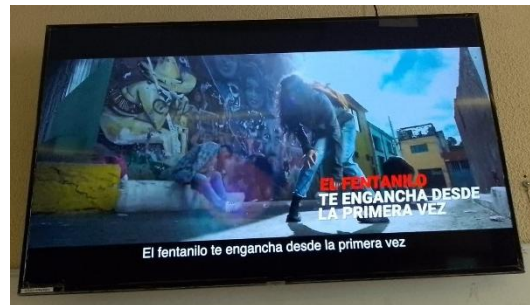 EL FENTANILO
TE ENGANCHA DESDE
LA PRIMERA VEZ
El fentanilo te engancha desde la primera vez